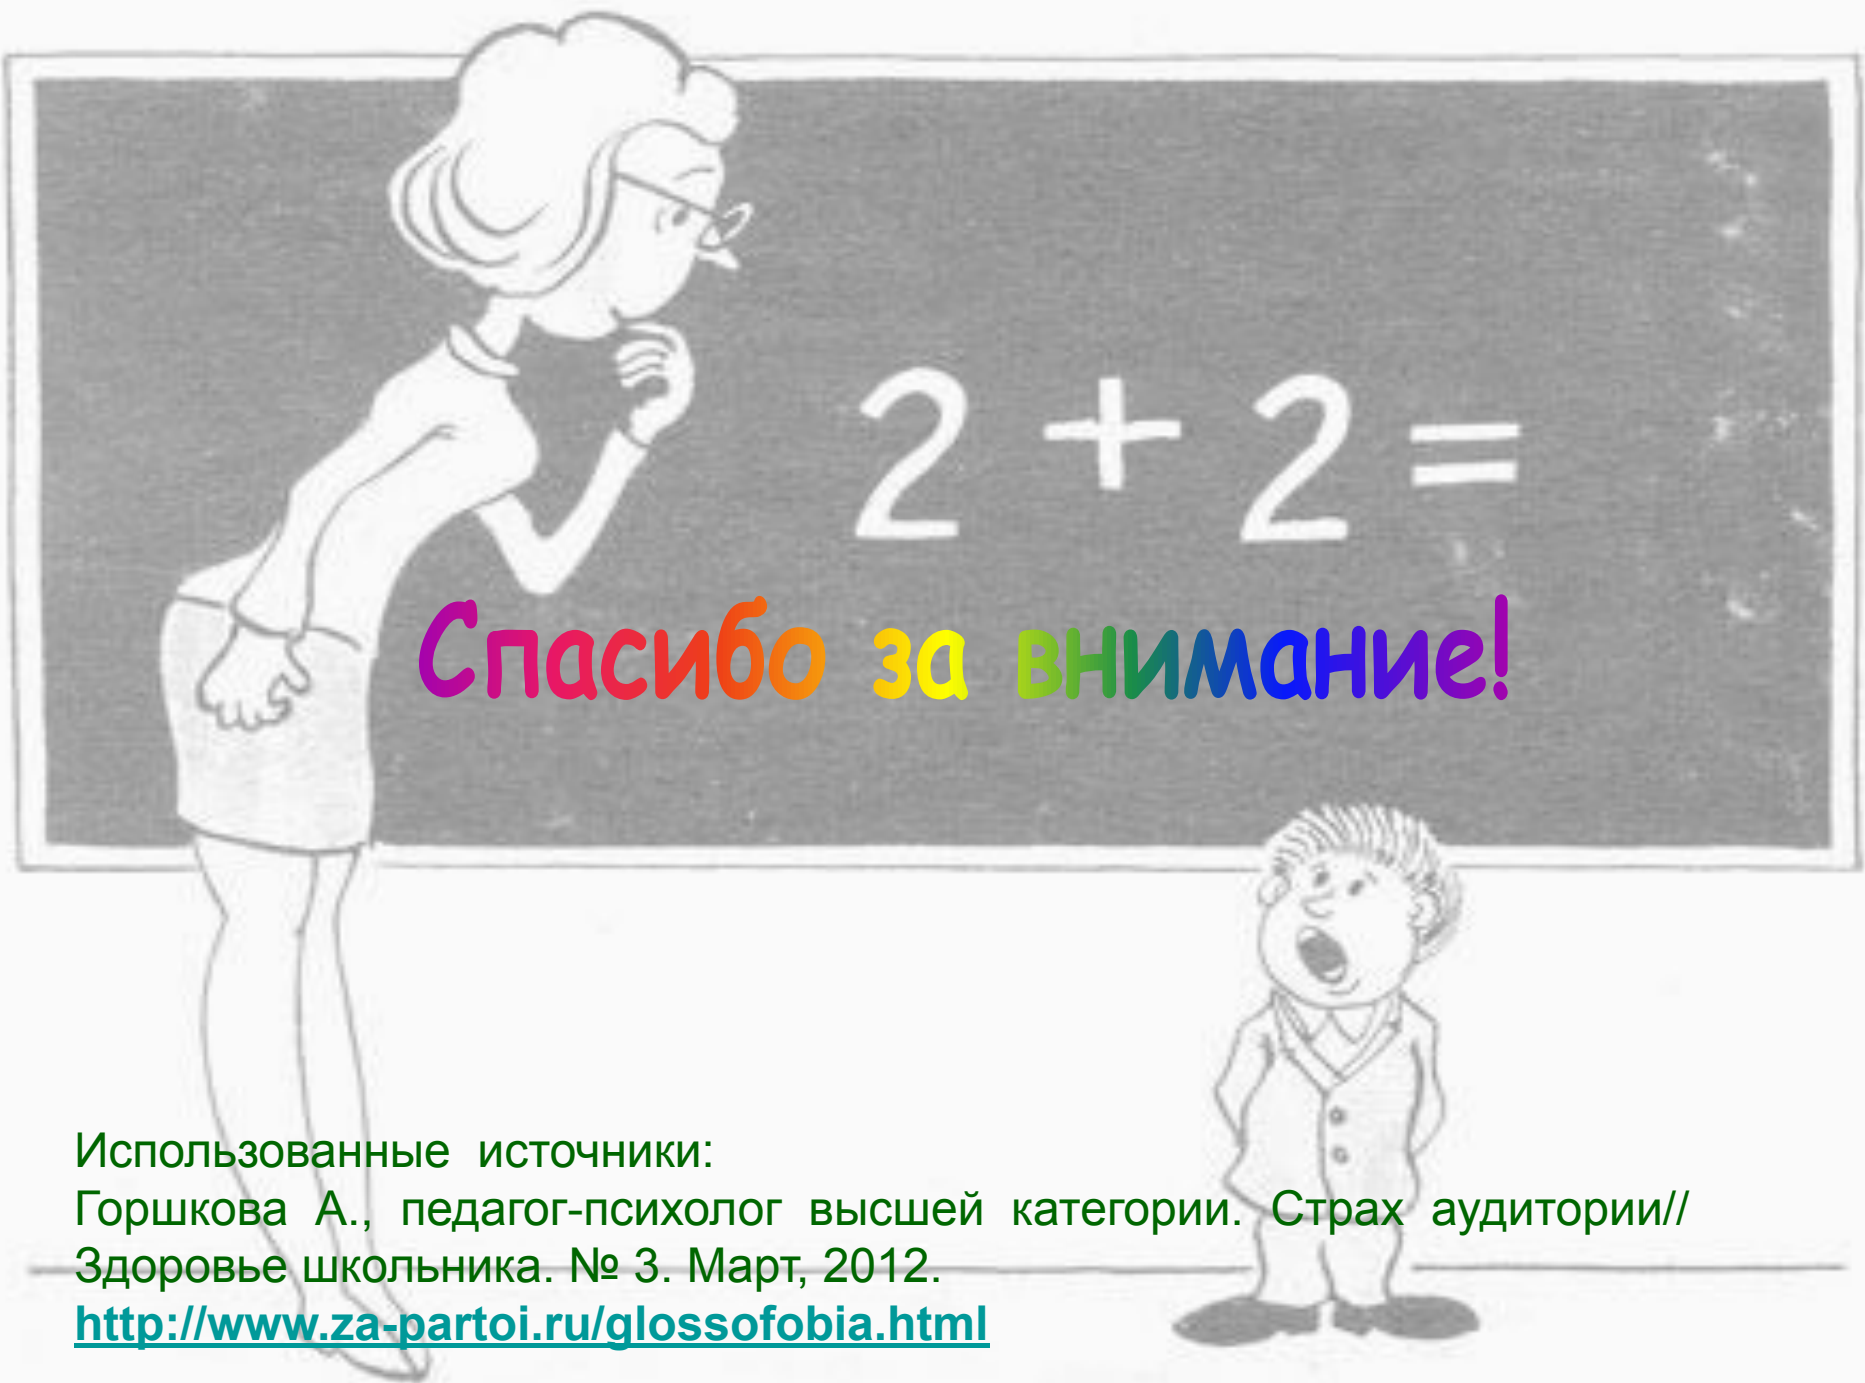 2 + 2 =
Спасибо за внимание!
Использованные источники:
Горшкова А., педагог-психолог высшей категории. Страх аудитории//
Здоровье школьника. № 3. Март, 2012.
http://www.za-partoi.ru/glossofobia.html